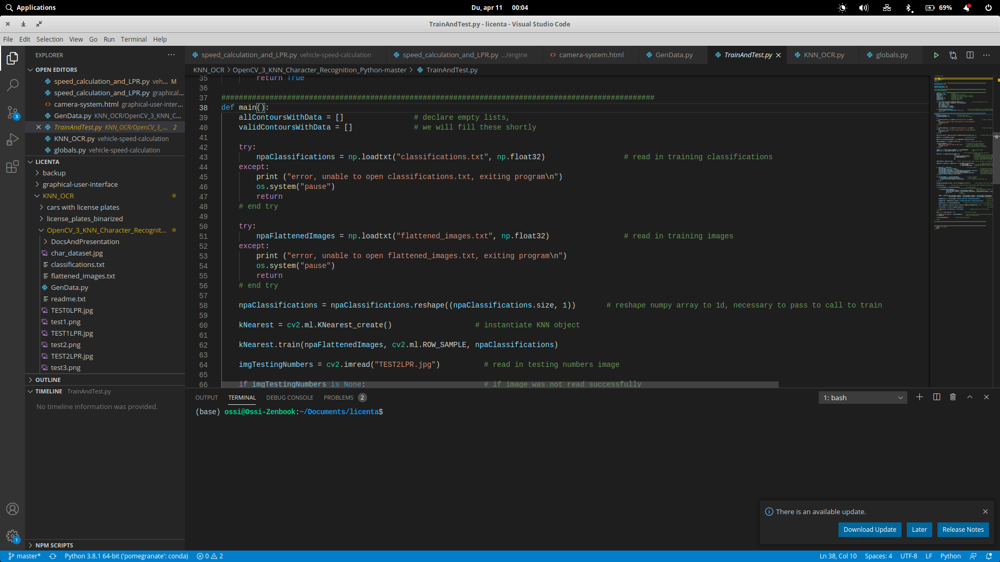 Applications
Du, apr 11 00:04
69%
TrainAndTest.py - licenta - Visual Studio Code
File Edit Selection View Go Run Terminal Help
EXPLORER
OPEN EDITORS
speed_calculation_and_LPR.py veh... M
speed_calculation_and_LPR.py graphical...
camera-system.html graphical-user-inter...
GenData.py KNN_OCR/OpenCV_3_KNN_C...
TrainAndTest.py KNN_OCR/OpenCV_3_... 2
KNN_OCR.py vehicle-speed-calculation
globals.py vehicle-speed-calculation
LICENTA
backup
graphical-user-interface
KNN_OCR
cars with license plates
license_plates_binarized
OpenCV_3_KNN_Character_Recognit...
DocsAndPresentation
char_dataset.jpg
classifications.txt
flattened_images.txt
GenData.py
readme.txt
TEST0LPR.jpg
test1.png
TEST1LPR.jpg
test2.png
TEST2LPR.jpg
test3.png
OUTLINE
TIMELINE TrainAndTest.py
No timeline information was provided.
NPM SCRIPTS
3
1
speed_calculation_and_LPR.py vehicle-speed-calculation
speed_calculation_and_LPR.py .../engine
camera-system.html
GenData.py
TrainAndTest.py
KNN_OCR.py
globals.py
KNN_OCR > OpenCV_3_KNN_Character_Recognition_Python-master > TrainAndTest.py
35 return True
36
37 ###################################################################################################
38 def main():
39 allContoursWithData = [] # declare empty lists,
40 validContoursWithData = [] # we will fill these shortly
41
42 try:
43 npaClassifications = np.loadtxt("classifications.txt", np.float32) # read in training classifications
44 except:
45 print ("error, unable to open classifications.txt, exiting program\n")
46 os.system("pause")
47 return
48 # end try
49
50 try:
51 npaFlattenedImages = np.loadtxt("flattened_images.txt", np.float32) # read in training images
52 except:
53 print ("error, unable to open flattened_images.txt, exiting program\n")
54 os.system("pause")
55 return
56 # end try
57
58 npaClassifications = npaClassifications.reshape((npaClassifications.size, 1)) # reshape numpy array to 1d, necessary to pass to call to train
59
60 kNearest = cv2.ml.KNearest_create() # instantiate KNN object
61
62 kNearest.train(npaFlattenedImages, cv2.ml.ROW_SAMPLE, npaClassifications)
63
64 imgTestingNumbers = cv2.imread("TEST2LPR.jpg") # read in testing numbers image
65
66 if imgTestingNumbers is None: # if image was not read successfully
OUTPUT TERMINAL DEBUG CONSOLE PROBLEMS 2
1: bash
(base) ossi@Ossi-Zenbook:~/Documents/licenta$
There is an available update.
Download Update Later Release Notes
master* Python 3.8.1 64-bit ('pomegranate': conda) 0 2
Ln 38, Col 10 Spaces: 4 UTF-8 LF Python